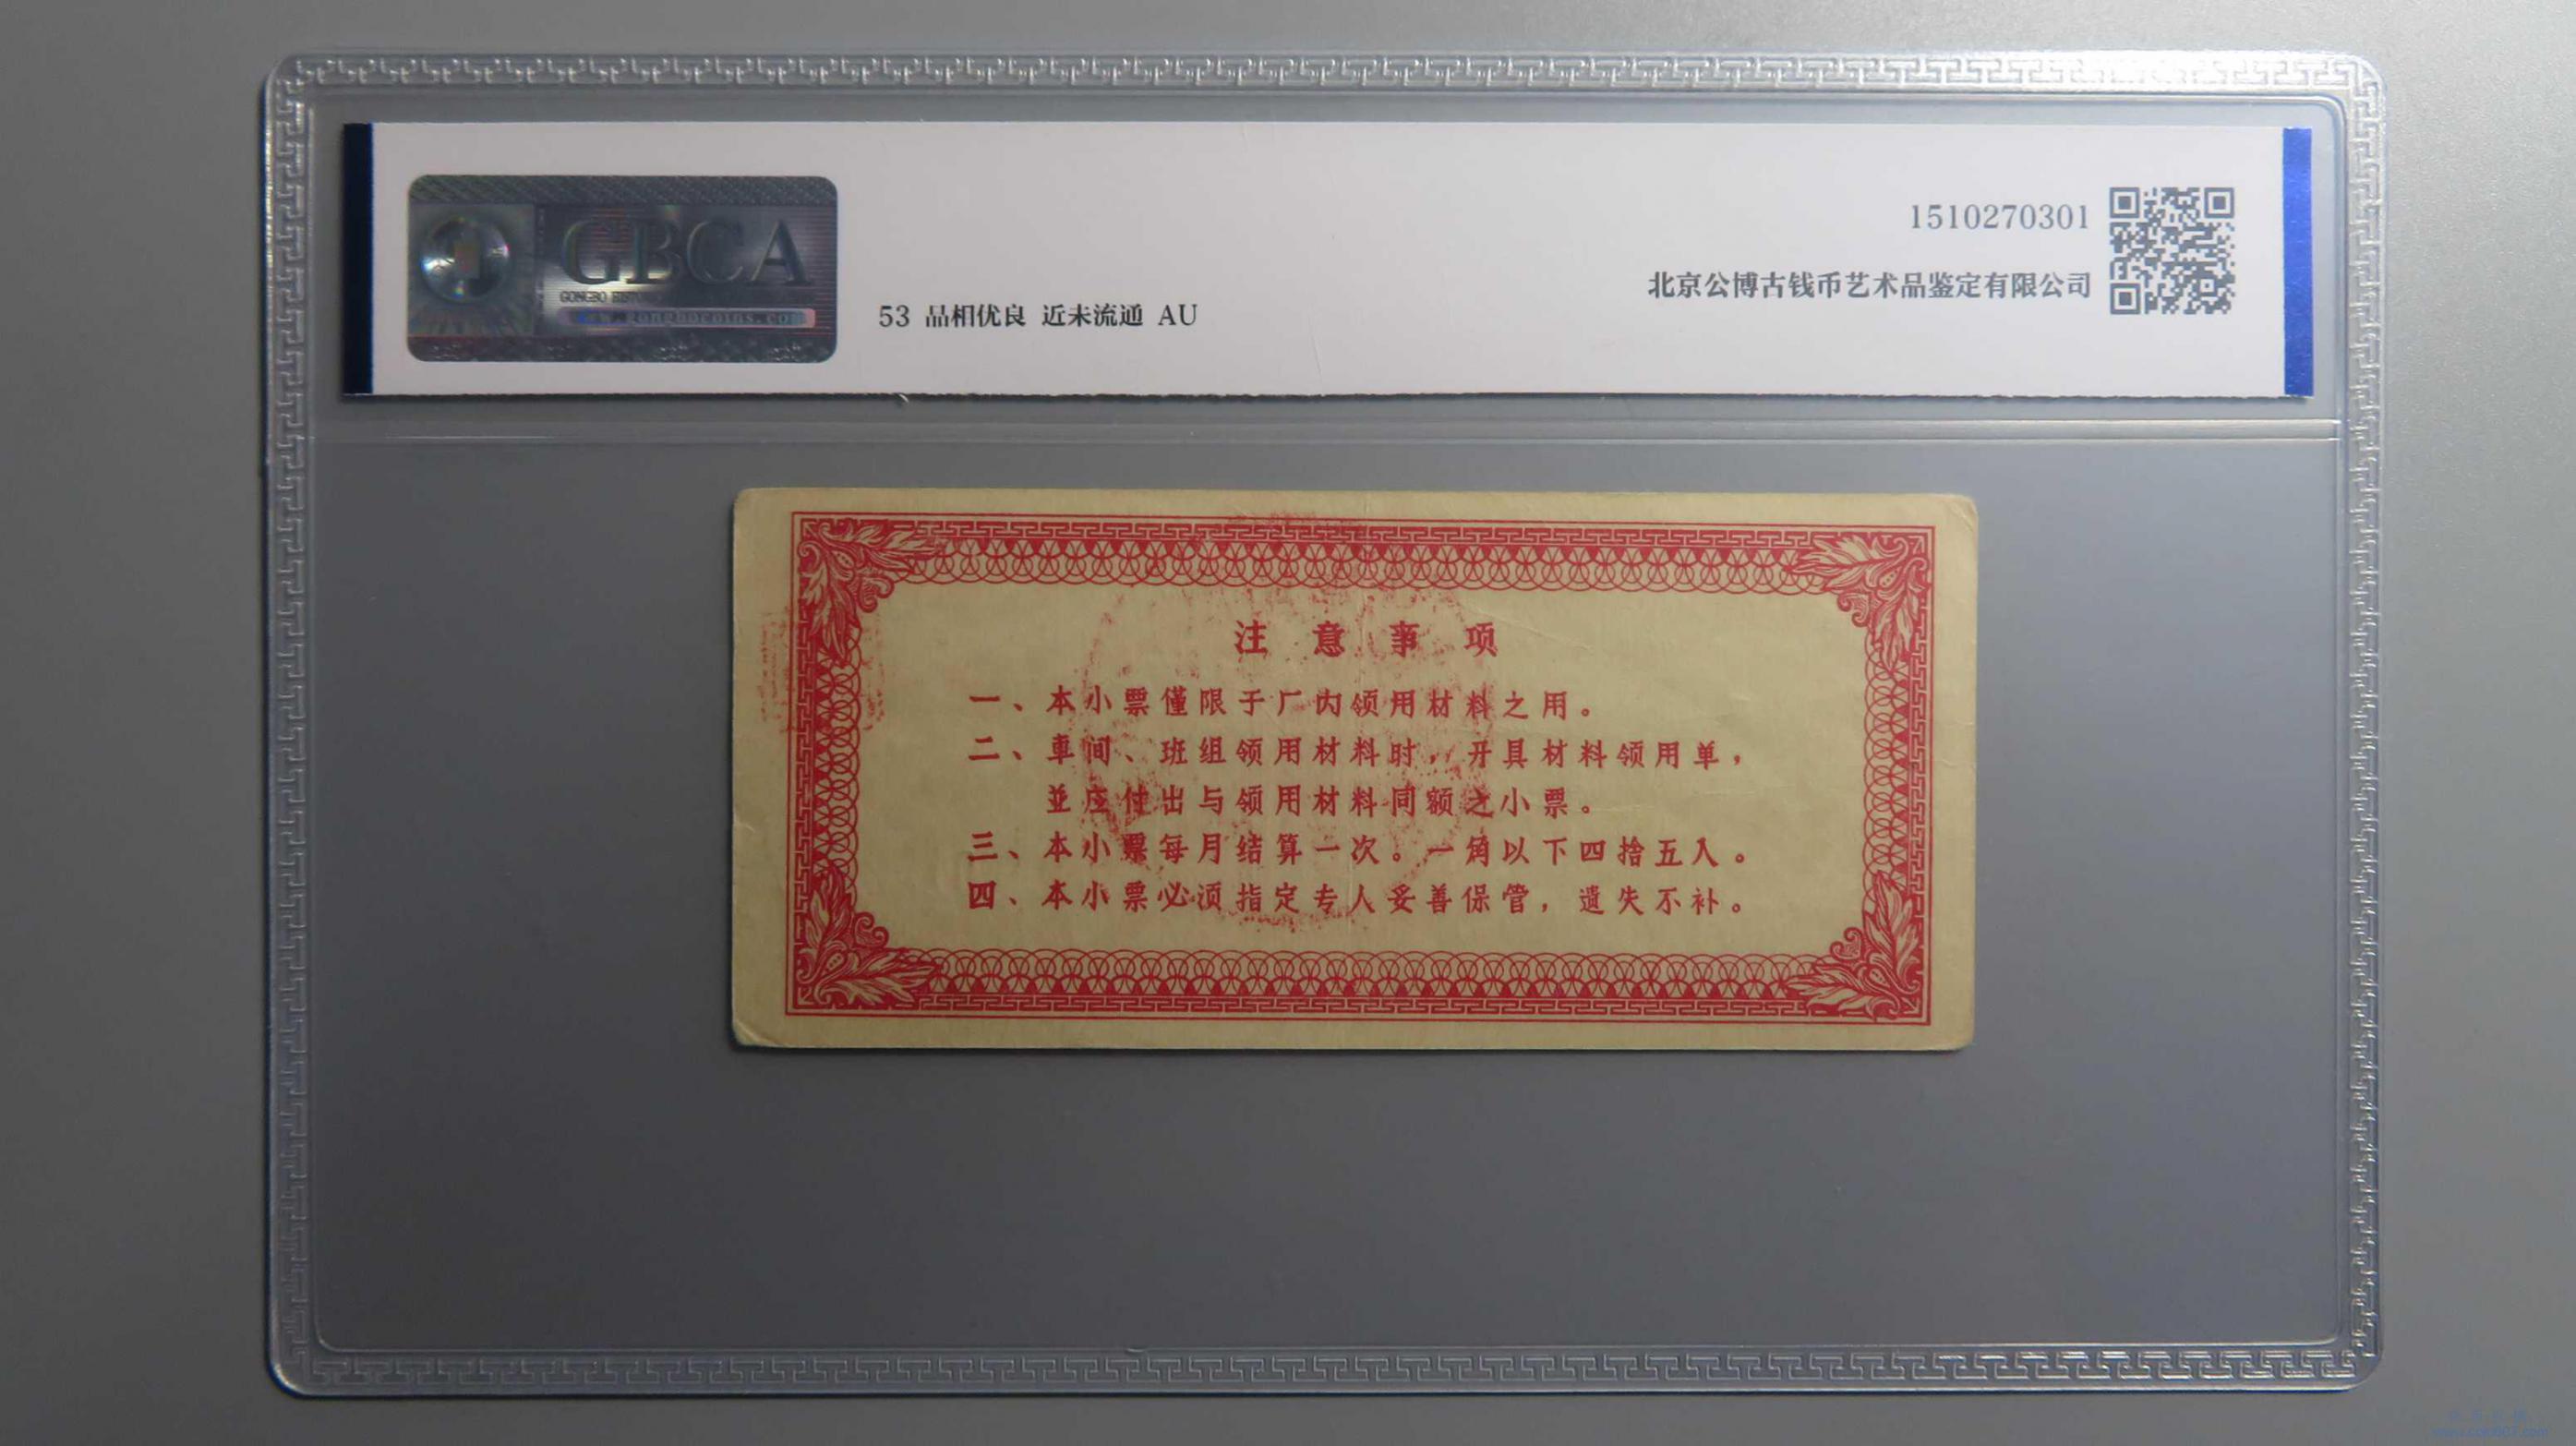 GBCA
1510270301
北京公博古钱币艺术品鉴定有限公司
53 品相优良 近未流通 AU
注意事项
一、本小票僅限于厂内领用材料之用。
二、車间、班组领用材料时，开具材料领用单，
並应付出与领用材料同额之小票。
三、本小票每月结算一次。一角以下四捨五入。
四、本小票必须指定专人妥善保管，遗失不补。